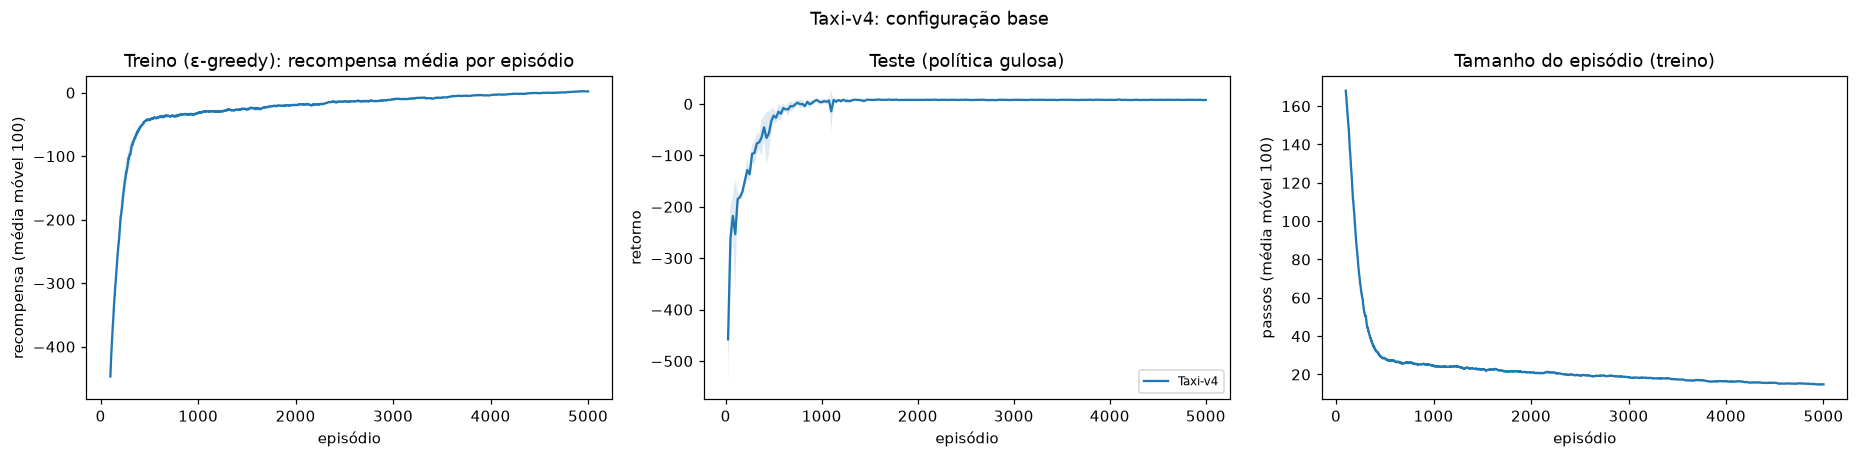 Taxi-v4: configuração base
Treino (ε-greedy): recompensa média por episódio
recompensa (média móvel 100)
0
−100
−200
−300
−400
0 1000 2000 3000 4000 5000
episódio
Teste (política gulosa)
retorno
0
−100
−200
−300
−400
−500
Taxi-v4
0 1000 2000 3000 4000 5000
episódio
Tamanho do episódio (treino)
passos (média móvel 100)
160
140
120
100
80
60
40
20
0 1000 2000 3000 4000 5000
episódio